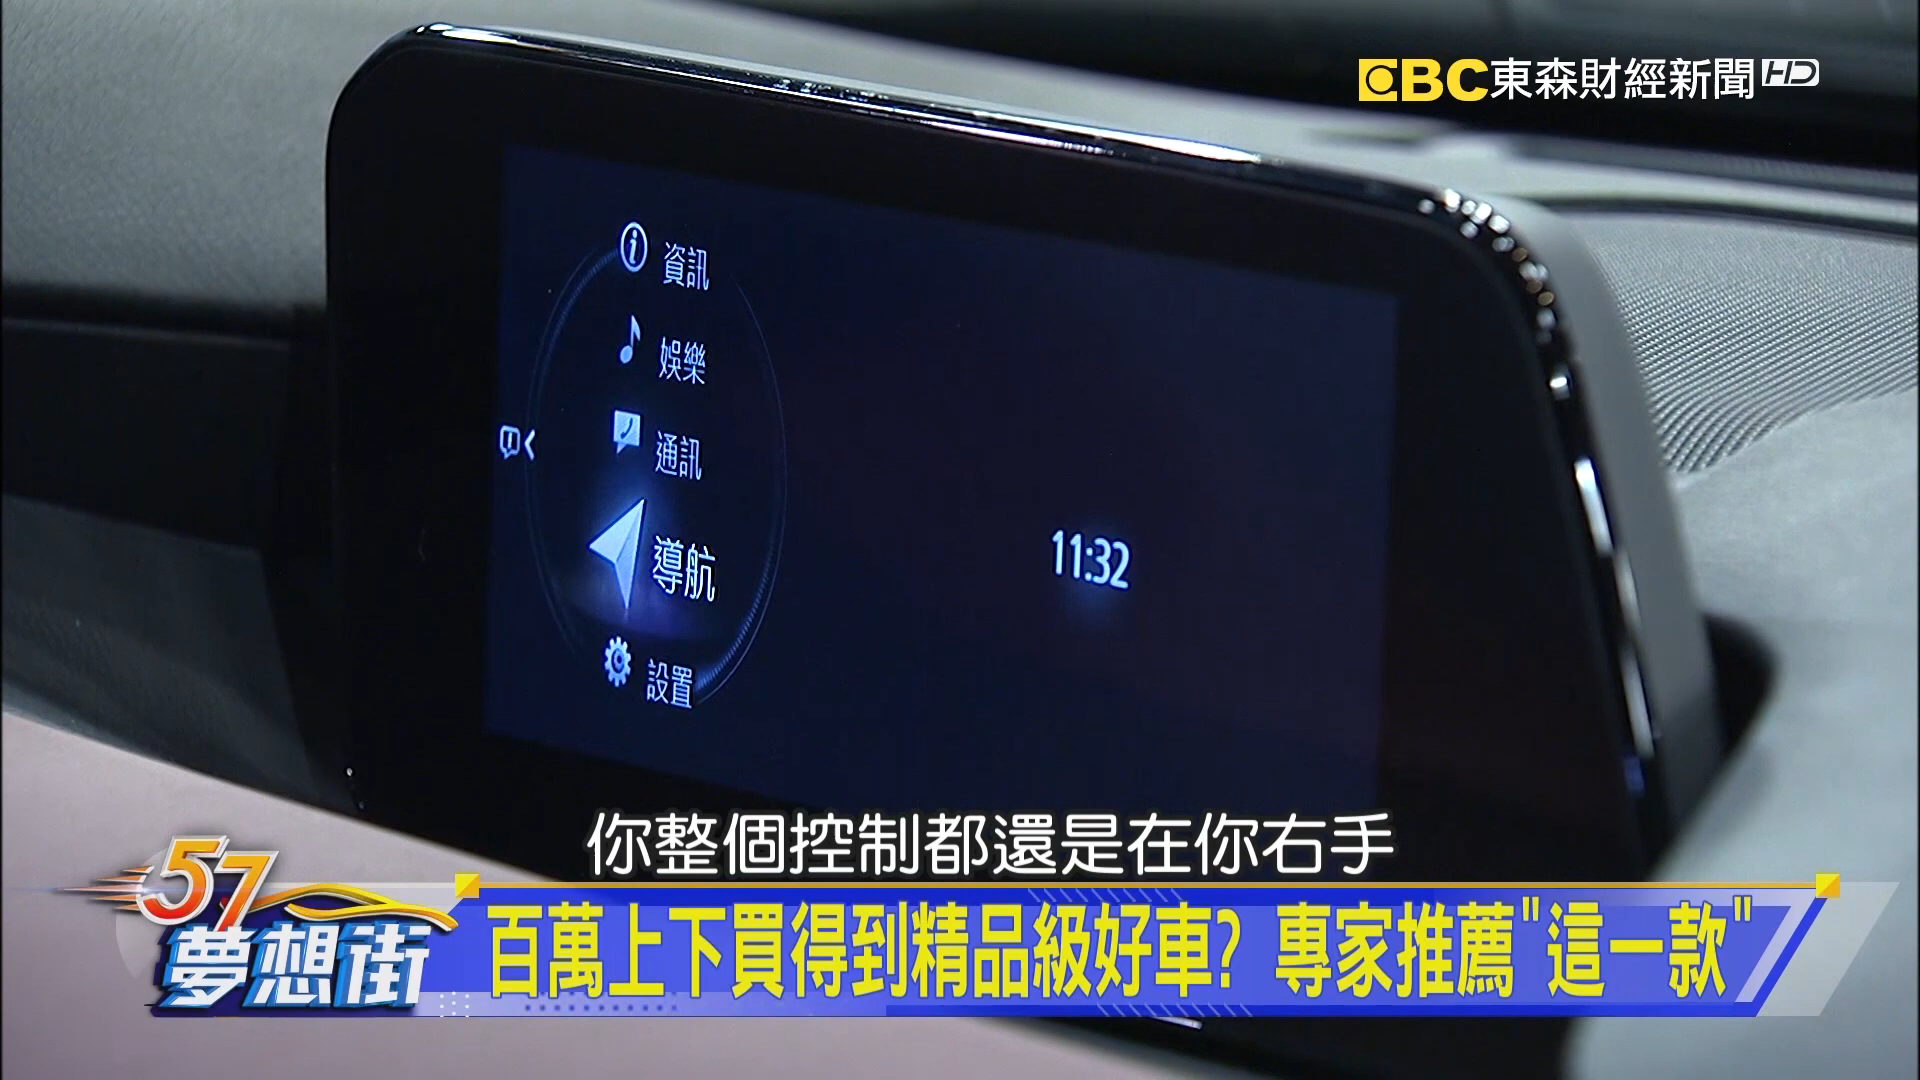 EBC東森財經新聞HD
資訊
娛樂
通訊
導航
設置
11:32
你整個控制都還是在你右手
57夢想街
百萬上下買得到精品級好車? 專家推薦"這一款"